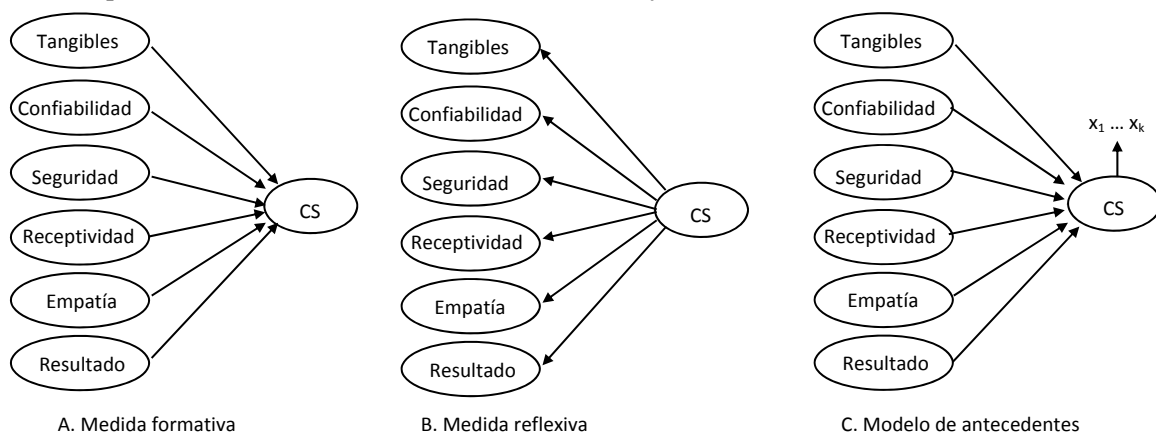 Tangibles
Confiabilidad
Seguridad
Receptividad
Empatía
Resultado
CS
A. Medida formativa
Tangibles
Confiabilidad
Seguridad
Receptividad
Empatía
Resultado
CS
B. Medida reflexiva
Tangibles
Confiabilidad
Seguridad
Receptividad
Empatía
Resultado
x₁ ... xₖ
CS
C. Modelo de antecedentes